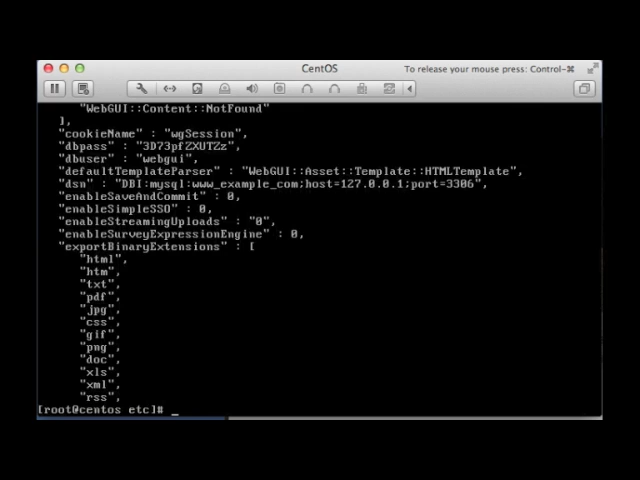 CentOS
To release your mouse press: Control-⌘
"WebGUI::Content::NotFound"
],
"cookieName" : "wgSession",
"dbpass" : "3D73pfZXUTZz",
"dbuser" : "webgui",
"defaultTemplateParser" : "WebGUI::Asset::Template::HTMLTemplate",
"dsn" : "DBI:mysql:www_example_com;host=127.0.0.1;port=3306",
"enableSaveAndCommit" : 0,
"enableSimpleSSO" : 0,
"enableStreamingUploads" : "0",
"enableSurveyExpressionEngine" : 0,
"exportBinaryExtensions" : [
"html",
"htm",
"txt",
"pdf",
"jpg",
"css",
"gif",
"png",
"doc",
"xls",
"xml",
"rss",
[root@centos etc]# _